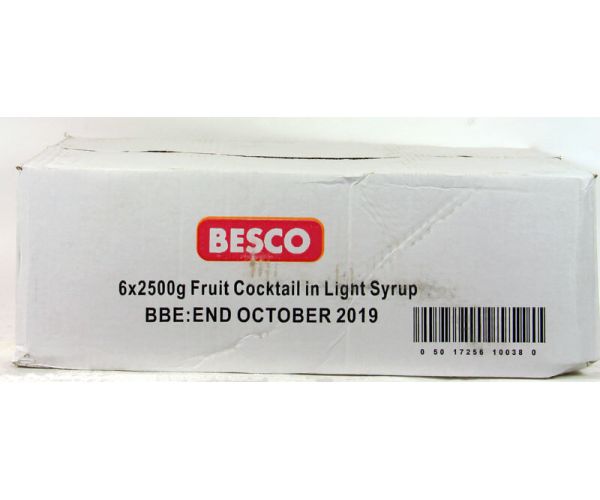 BESCO
6x2500g Fruit Cocktail in Light Syrup
BBE:END OCTOBER 2019
0 50 17256 10038 0